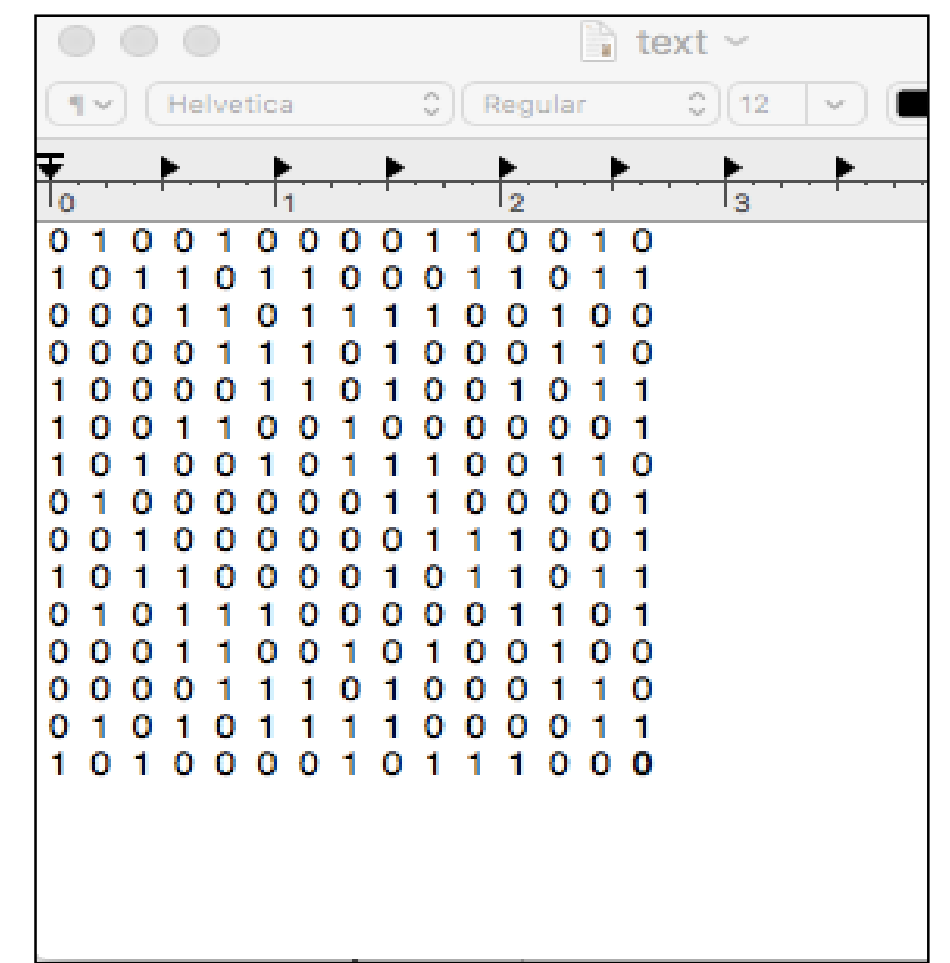 text
¶ Helvetica Regular 12
0 1 2 3
0 1 0 0 1 0 0 0 0 1 1 0 0 1 0
1 0 1 1 0 1 1 0 0 0 1 1 0 1 1
0 0 0 1 1 0 1 1 1 1 0 0 1 0 0
0 0 0 0 1 1 1 0 1 0 0 0 1 1 0
1 0 0 0 0 1 1 0 1 0 0 1 0 1 1
1 0 0 1 1 0 0 1 0 0 0 0 0 0 1
1 0 1 0 0 1 0 1 1 1 0 0 1 1 0
0 1 0 0 0 0 0 0 1 1 0 0 0 0 1
0 0 1 0 0 0 0 0 0 1 1 1 0 0 1
1 0 1 1 0 0 0 0 1 0 1 1 0 1 1
0 1 0 1 1 1 0 0 0 0 0 1 1 0 1
0 0 0 1 1 0 0 1 0 1 0 0 1 0 0
0 0 0 0 1 1 1 0 1 0 0 0 1 1 0
0 1 0 1 0 1 1 1 1 0 0 0 0 1 1
1 0 1 0 0 0 0 1 0 1 1 1 0 0 0